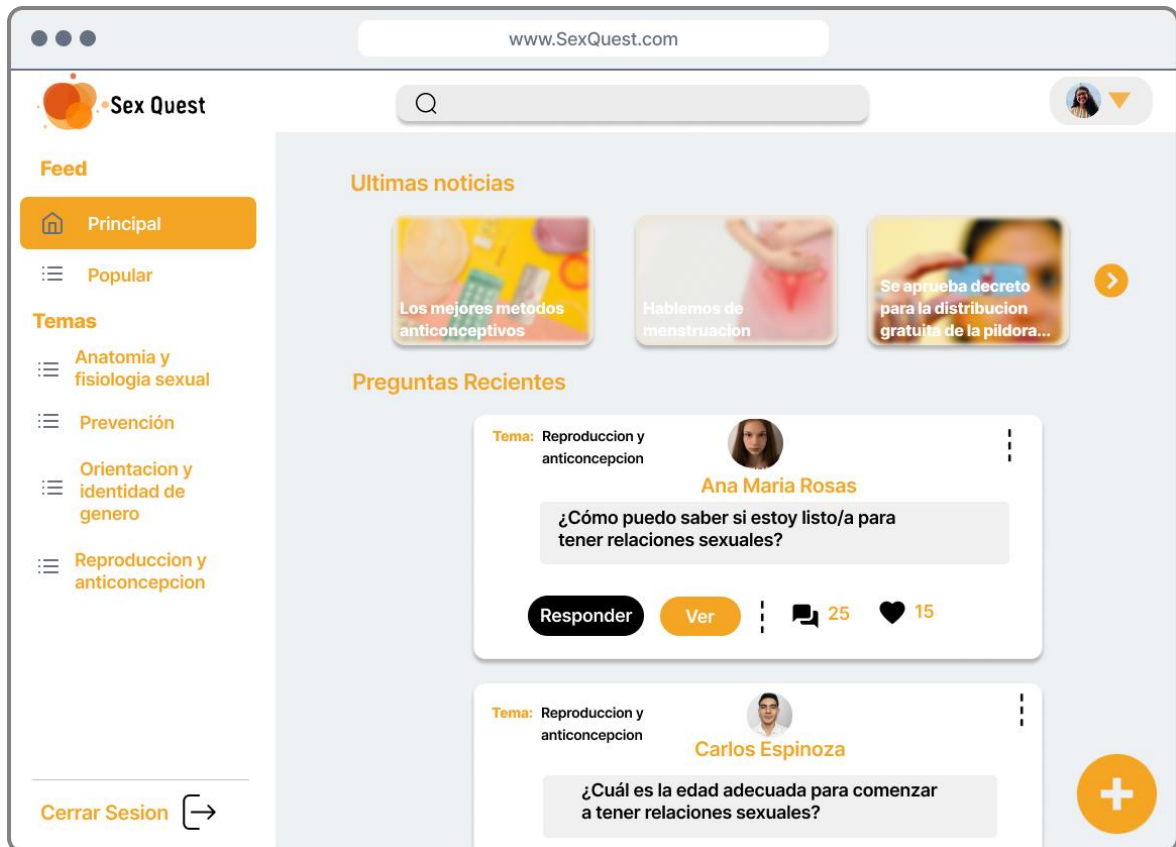 www.SexQuest.com
Sex Quest
Feed
Principal
Popular
Temas
Anatomia y
fisiologia sexual
Prevención
Orientacion y
identidad de
genero
Reproduccion y
anticoncepcion
Cerrar Sesion
Ultimas noticias
Los mejores metodos
anticonceptivos
Hablemos de
menstruacion
Se aprueba decreto
para la distribucion
gratuita de la pildora...
Preguntas Recientes
Tema: Reproduccion y
anticoncepcion
Ana Maria Rosas
¿Cómo puedo saber si estoy listo/a para
tener relaciones sexuales?
Responder
Ver
25
15
Tema: Reproduccion y
anticoncepcion
Carlos Espinoza
¿Cuál es la edad adecuada para comenzar
a tener relaciones sexuales?